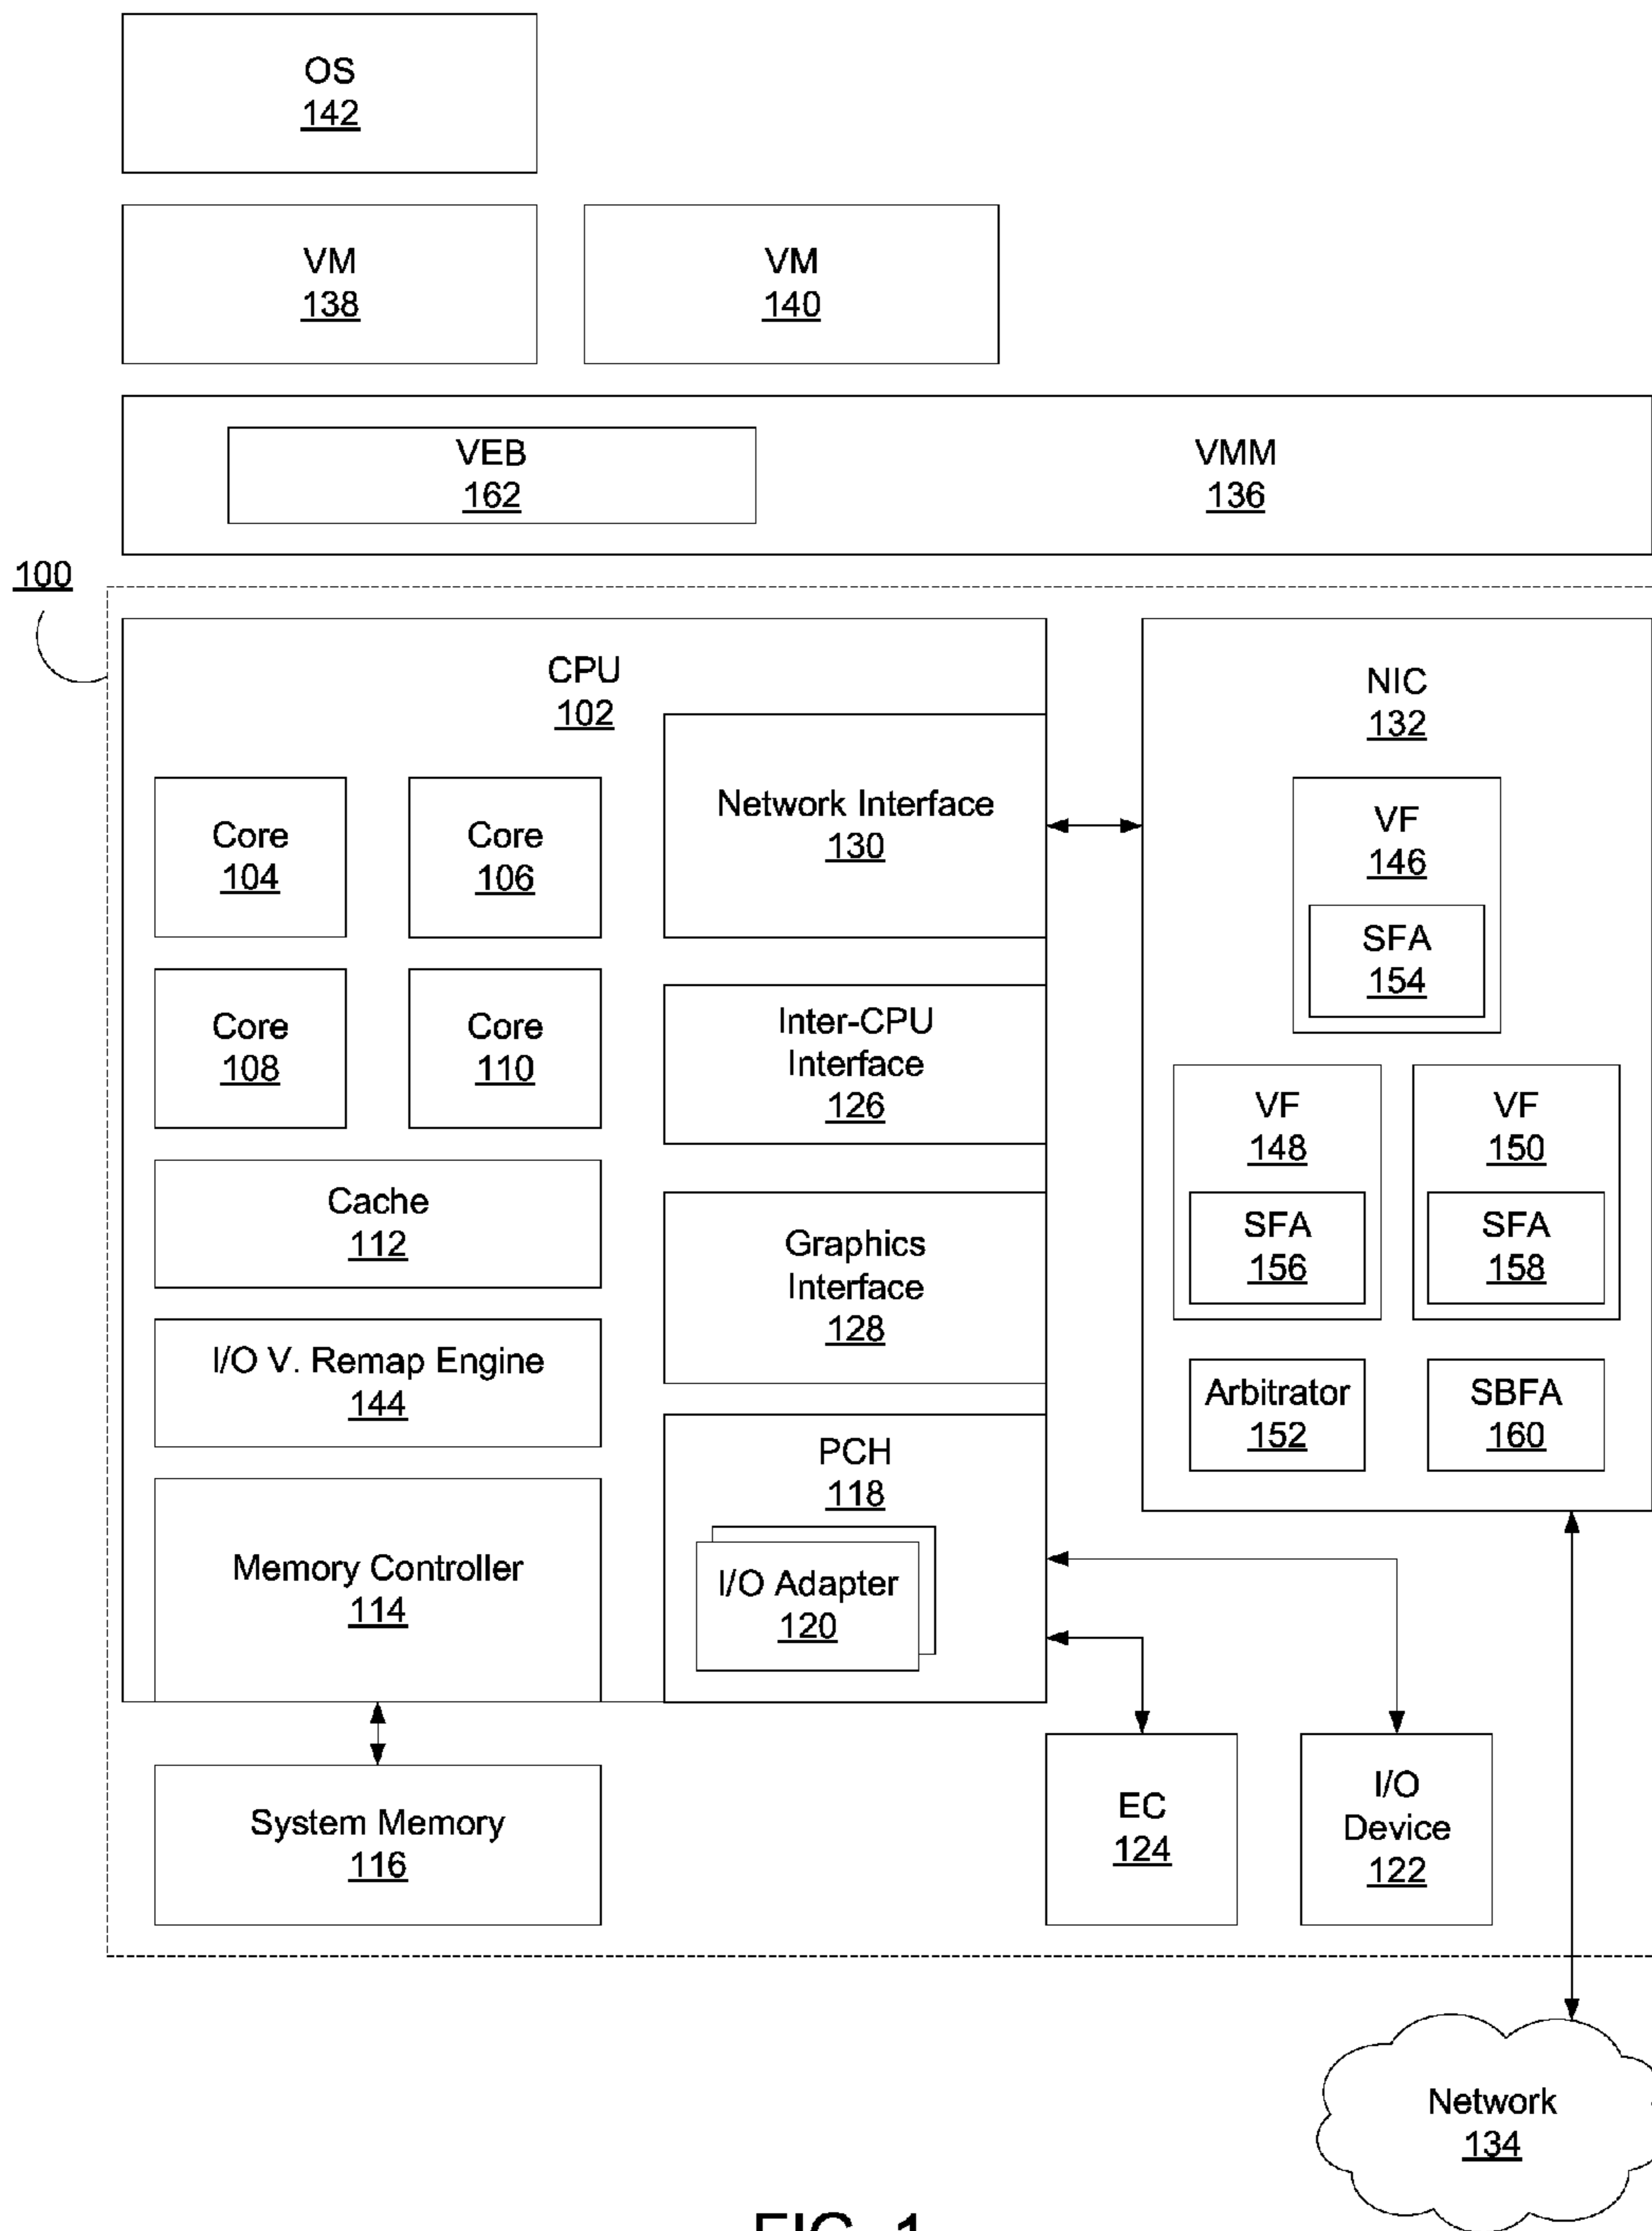 OS
142
VM
138
VM
140
VEB
162
VMM
136
100
CPU
102
NIC
132
Core
104
Core
106
Network Interface
130
VF
146
SFA
154
Core
108
Core
110
Inter-CPU
Interface
126
VF
148
SFA
156
VF
150
SFA
158
Cache
112
Graphics
Interface
128
I/O V. Remap Engine
144
Arbitrator
152
SBFA
160
PCH
118
I/O Adapter
120
Memory Controller
114
System Memory
116
EC
124
I/O
Device
122
Network
134
FIG. 1